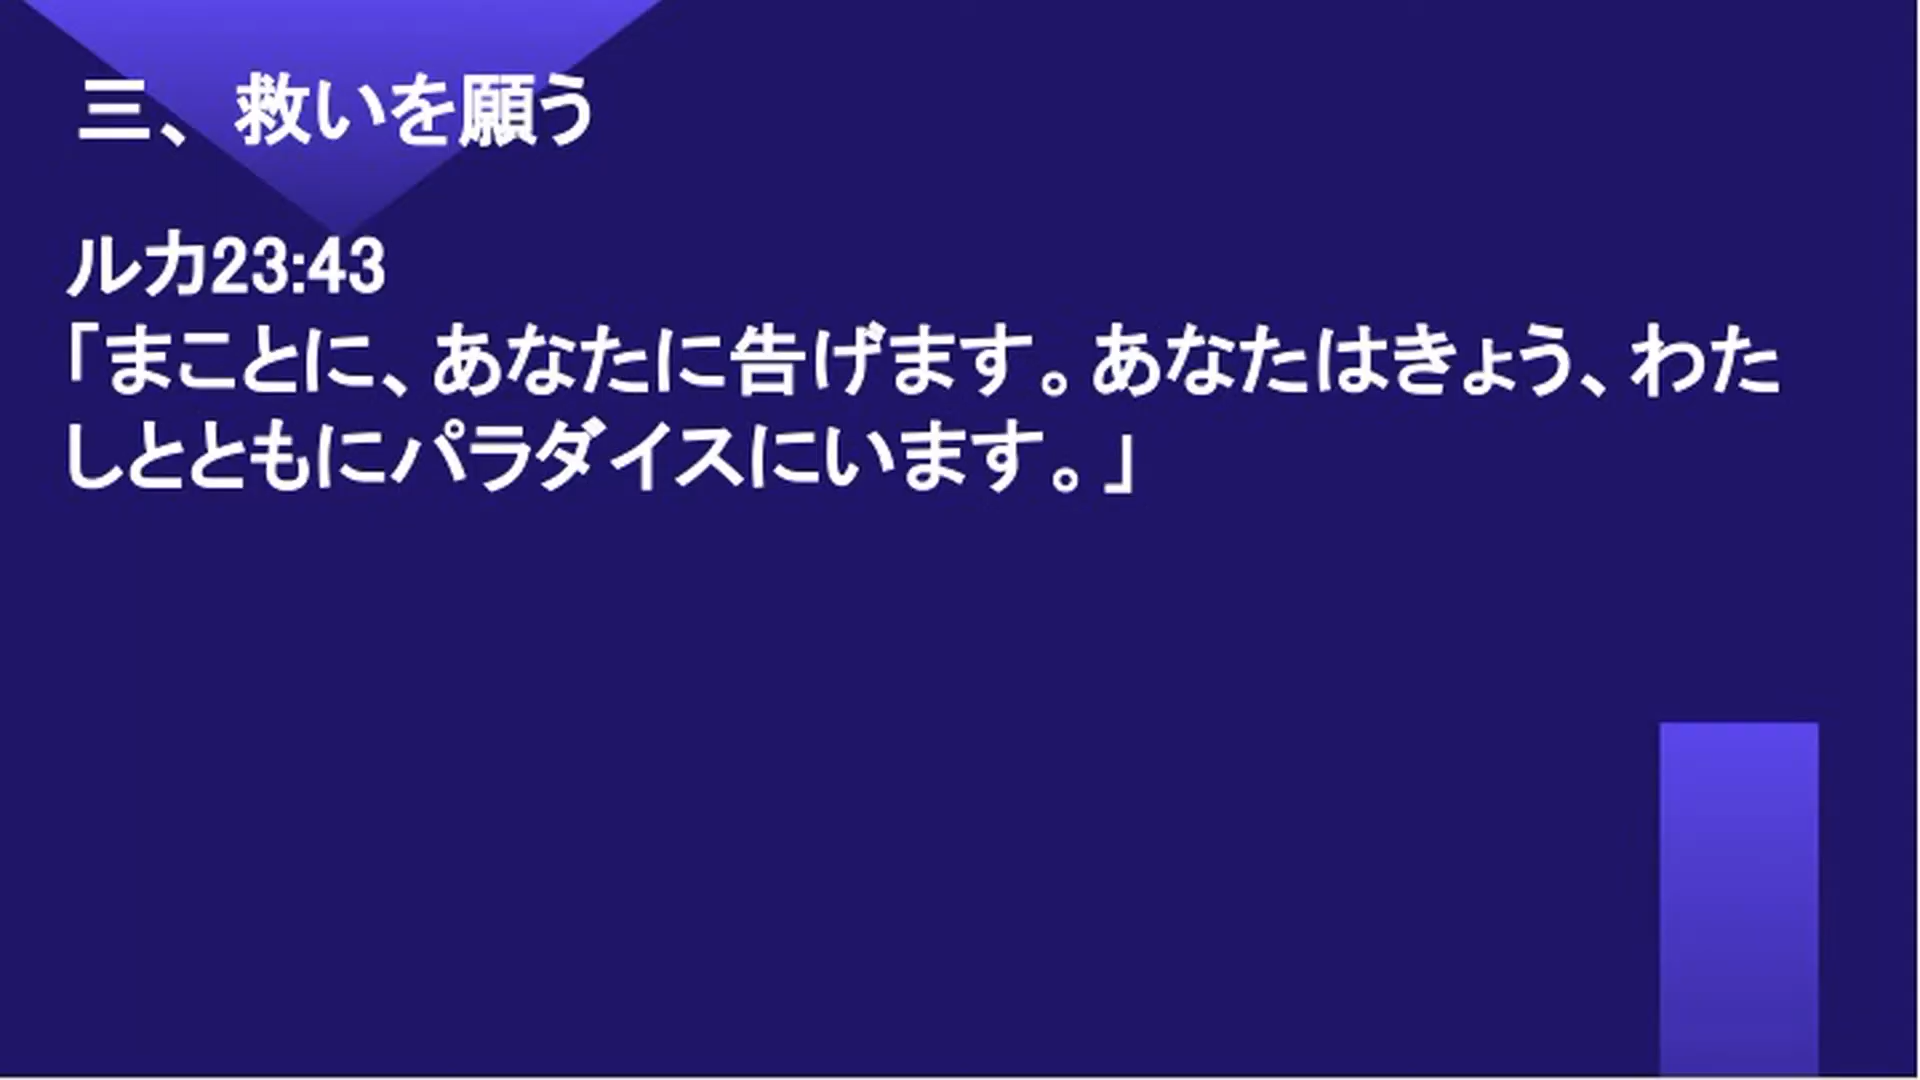 三、救いを願う
ルカ23:43
「まことに、あなたに告げます。あなたはきょう、わた
しとともにパラダイスにいます。」